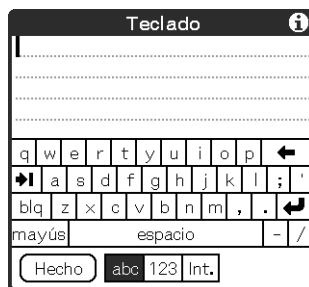 Teclado i
q w e r t y u i o p ←
a s d f g h j k l ; '
blq z x c v b n m , .
mayús espacio - /
Hecho abc 123 Int.